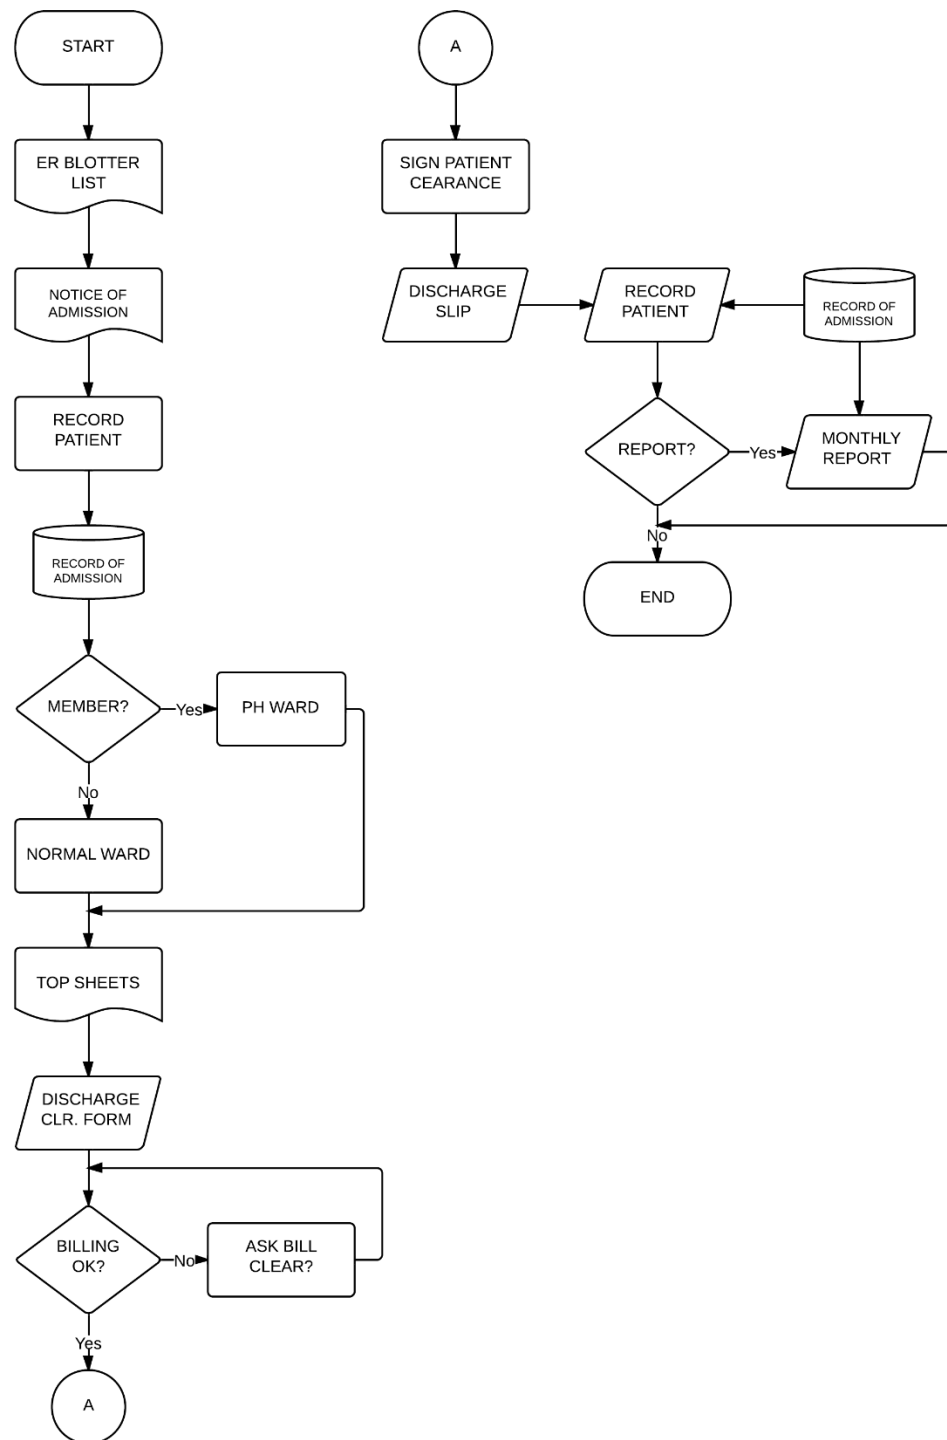 START
ER BLOTTER
LIST
NOTICE OF
ADMISSION
RECORD
PATIENT
RECORD OF
ADMISSION
MEMBER?
Yes
PH WARD
No
NORMAL WARD
TOP SHEETS
DISCHARGE
CLR. FORM
BILLING
OK?
No
ASK BILL
CLEAR?
Yes
A
A
SIGN PATIENT
CEARANCE
DISCHARGE
SLIP
RECORD
PATIENT
RECORD OF
ADMISSION
REPORT?
Yes
MONTHLY
REPORT
No
END